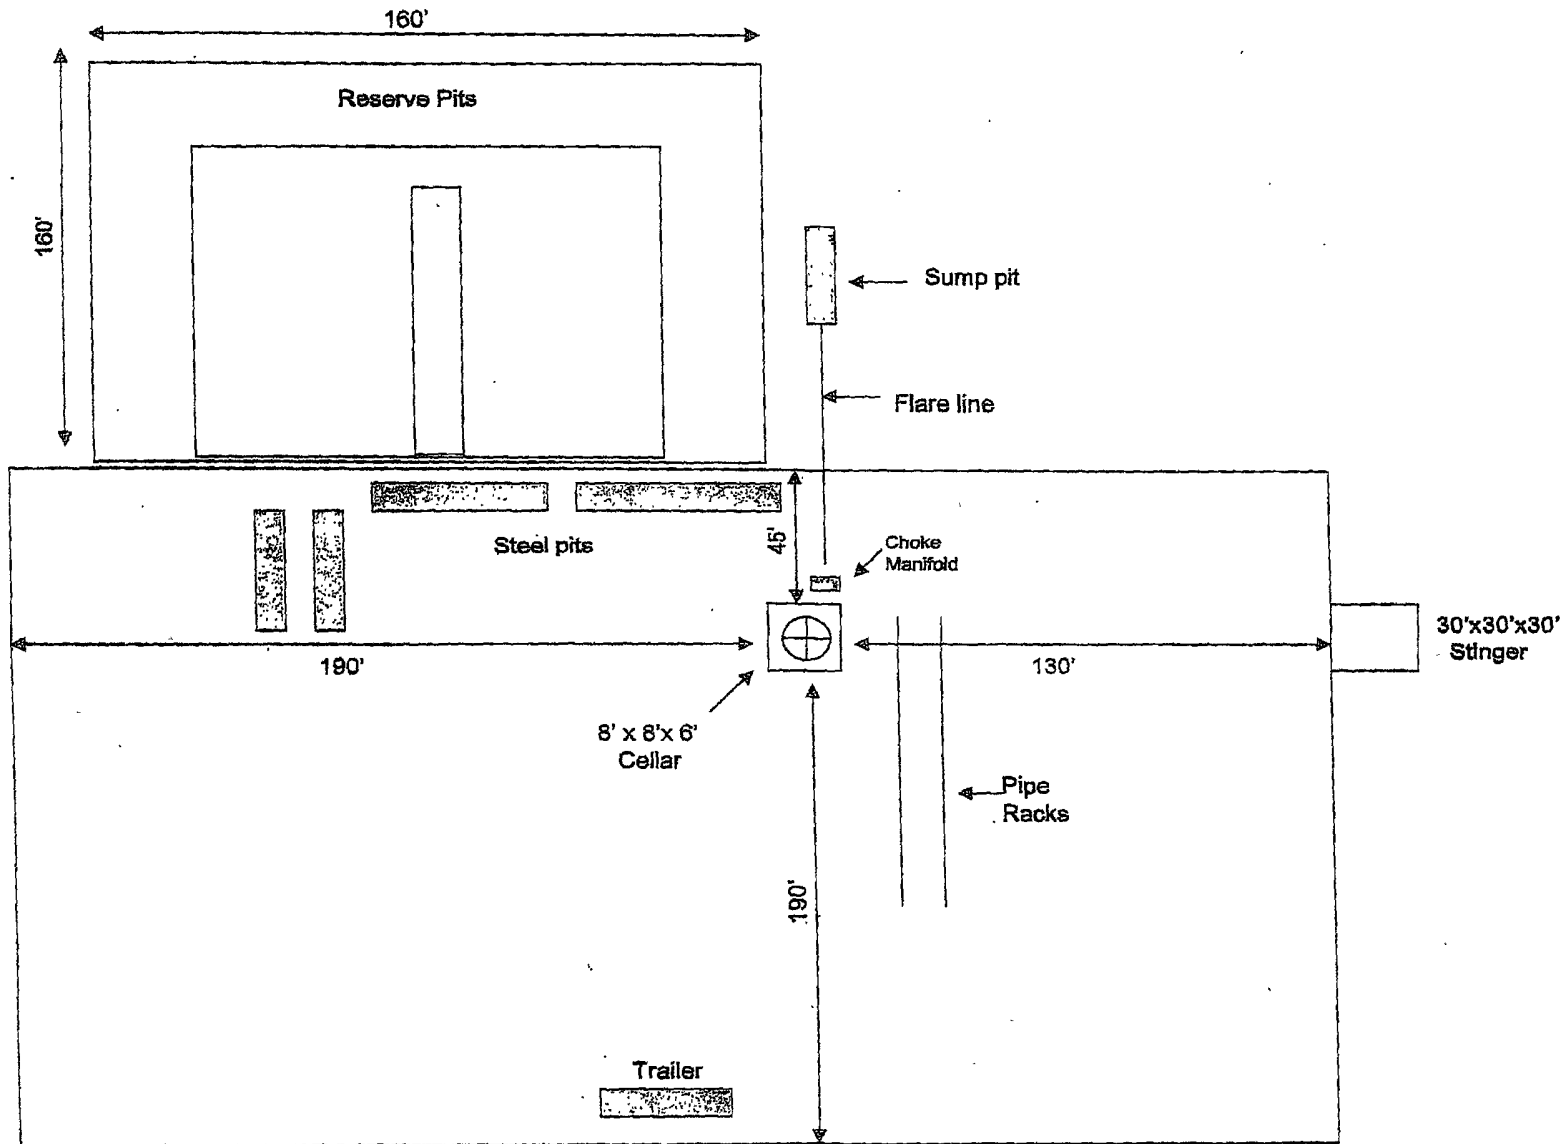 160'
Reserve Pits
160'
Sump pit
Flare line
Steel pits
45'
Choke
Manifold
190'
130'
30'x30'x30'
Stinger
8' x 8'x 6'
Cellar
Pipe
Racks
190'
Trailer